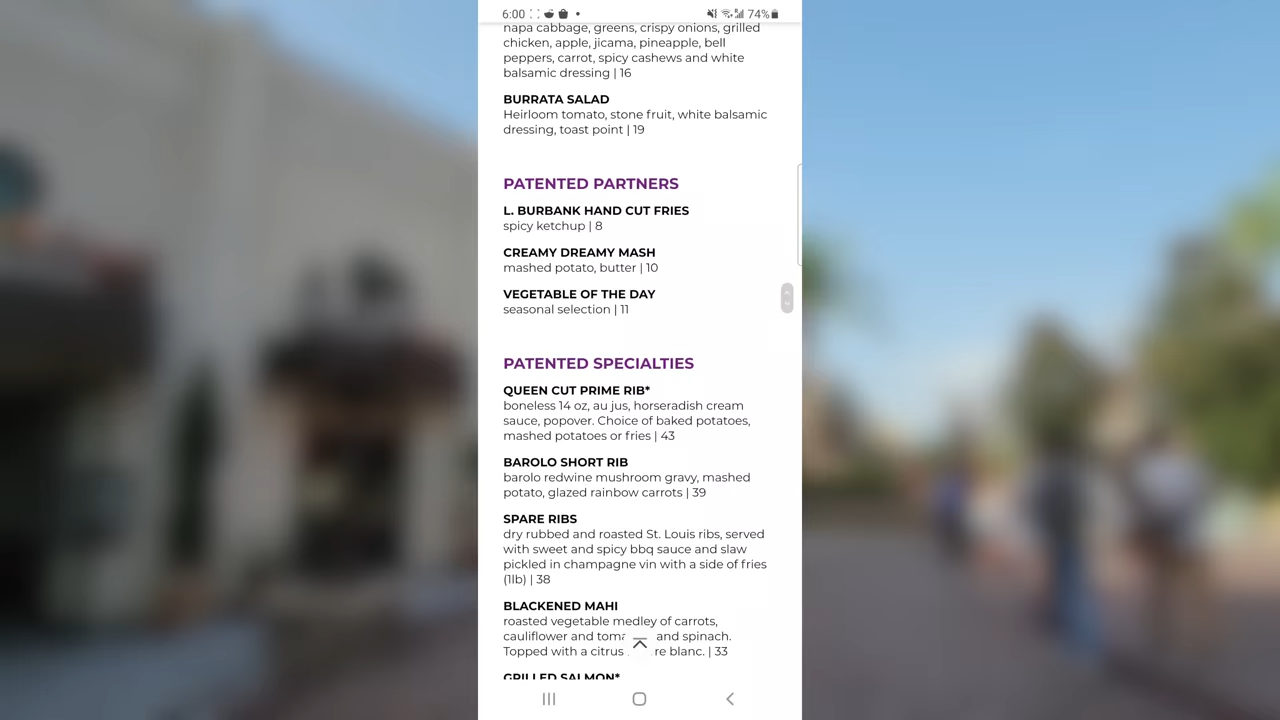 6:00
74%
napa cabbage, greens, crispy onions, grilled
chicken, apple, jicama, pineapple, bell
peppers, carrot, spicy cashews and white
balsamic dressing | 16
BURRATA SALAD
Heirloom tomato, stone fruit, white balsamic
dressing, toast point | 19
PATENTED PARTNERS
L. BURBANK HAND CUT FRIES
spicy ketchup | 8
CREAMY DREAMY MASH
mashed potato, butter | 10
VEGETABLE OF THE DAY
seasonal selection | 11
PATENTED SPECIALTIES
QUEEN CUT PRIME RIB*
boneless 14 oz, au jus, horseradish cream
sauce, popover. Choice of baked potatoes,
mashed potatoes or fries | 43
BAROLO SHORT RIB
barolo redwine mushroom gravy, mashed
potato, glazed rainbow carrots | 39
SPARE RIBS
dry rubbed and roasted St. Louis ribs, served
with sweet and spicy bbq sauce and slaw
pickled in champagne vin with a side of fries
(1lb) | 38
BLACKENED MAHI
roasted vegetable medley of carrots,
cauliflower and and spinach.
Topped with a citrus blanc. | 33
GRILLED SALMON*